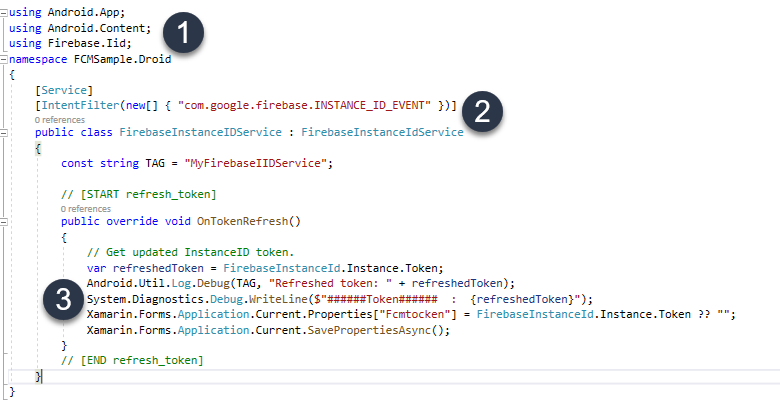 using Android.App;
using Android.Content;
using Firebase.Iid;
1
namespace FCMSample.Droid
{
[Service]
[IntentFilter(new[] { "com.google.firebase.INSTANCE_ID_EVENT" })]
2
0 references
public class FirebaseInstanceIDService : FirebaseInstanceIdService
{
const string TAG = "MyFirebaseIIDService";
// [START refresh_token]
0 references
public override void OnTokenRefresh()
{
// Get updated InstanceID token.
var refreshedToken = FirebaseInstanceId.Instance.Token;
Android.Util.Log.Debug(TAG, "Refreshed token: " + refreshedToken);
3
System.Diagnostics.Debug.WriteLine($"######Token###### : {refreshedToken}");
Xamarin.Forms.Application.Current.Properties["Fcmtocken"] = FirebaseInstanceId.Instance.Token ?? "";
Xamarin.Forms.Application.Current.SavePropertiesAsync();
}
// [END refresh_token]
}
}